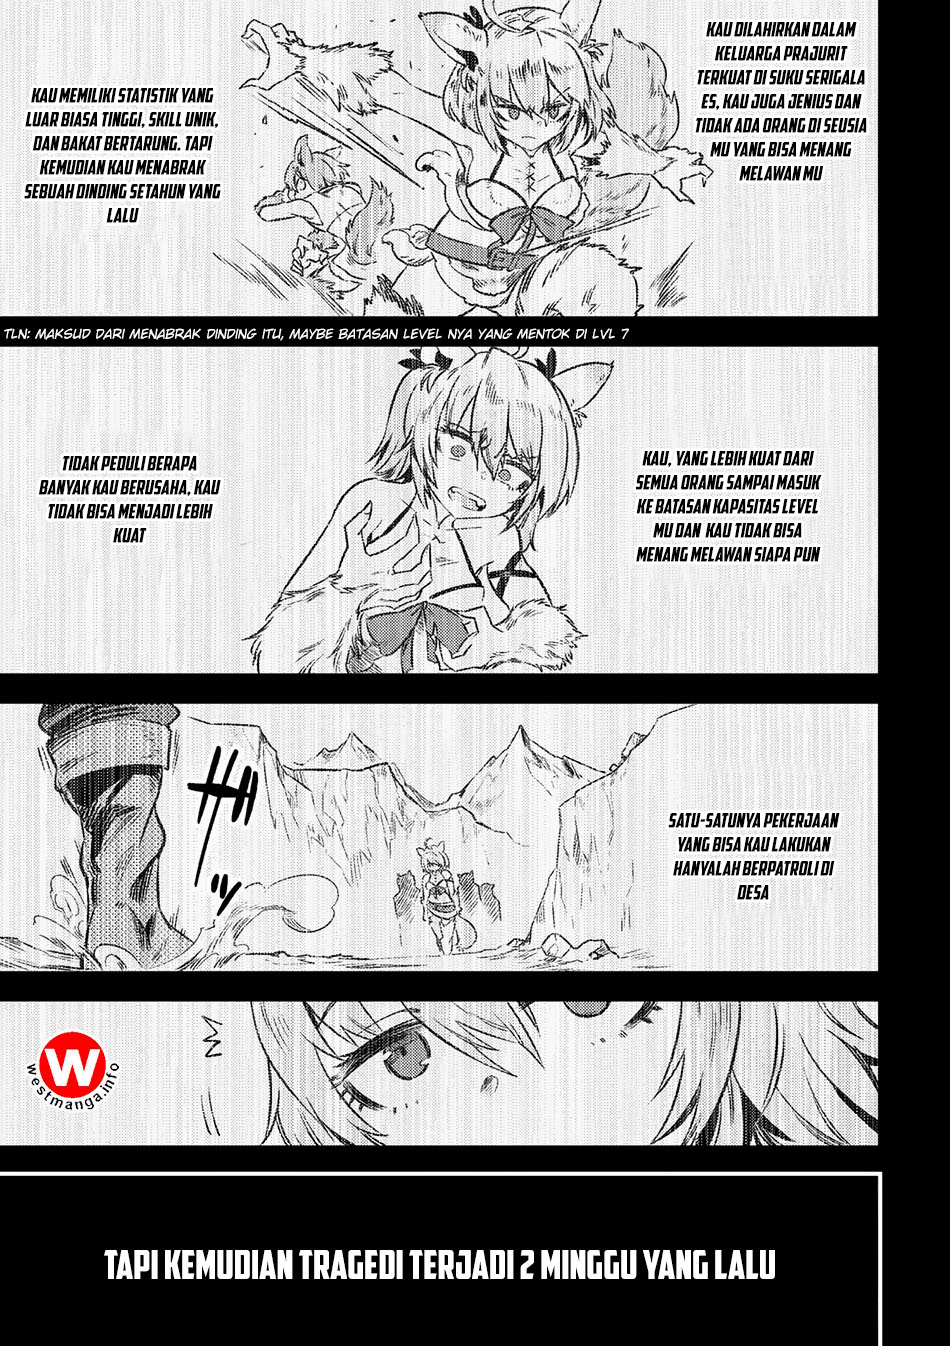 KAU DILAHIRKAN DALAM
KELUARGA PRAJURIT
TERKUAT DI SUKU SERIGALA
ES, KAU JUGA JENIUS DAN
TIDAK ADA ORANG DI SEUSIA
MU YANG BISA MENANG
MELAWAN MU
KAU MEMILIKI STATISTIK YANG
LUAR BIASA TINGGI, SKILL UNIK,
DAN BAKAT BERTARUNG. TAPI
KEMUDIAN KAU MENABRAK
SEBUAH DINDING SETAHUN YANG
LALU
TLN: MAKSUD DARI MENABRAK DINDING ITU, MAYBE BATASAN LEVEL NYA YANG MENTOK DI LVL 7
KAU, YANG LEBIH KUAT DARI
SEMUA ORANG SAMPAI MASUK
KE BATASAN KAPASITAS LEVEL
MU DAN KAU TIDAK BISA
MENANG MELAWAN SIAPA PUN
TIDAK PEDULI BERAPA
BANYAK KAU BERUSAHA, KAU
TIDAK BISA MENJADI LEBIH
KUAT
SATU-SATUNYA PEKERJAAN
YANG BISA KAU LAKUKAN
HANYALAH BERPATROLI DI
DESA
W
westmanga.info
TAPI KEMUDIAN TRAGEDI TERJADI 2 MINGGU YANG LALU